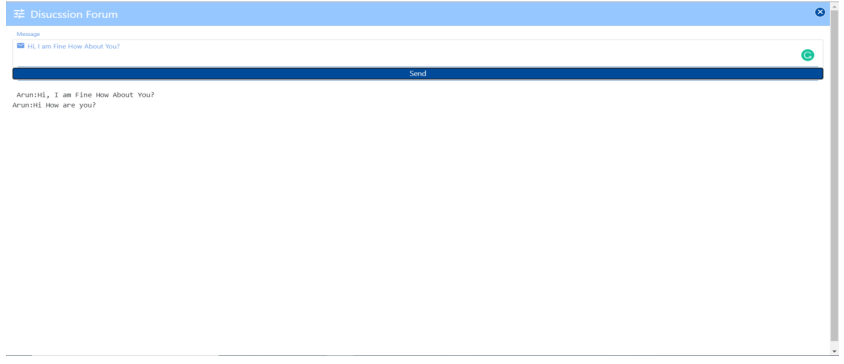 Disucssion Forum
Message
Hi, I am Fine How About You?
Send
Arun:Hi, I am Fine How About You?
Arun:Hi How are you?